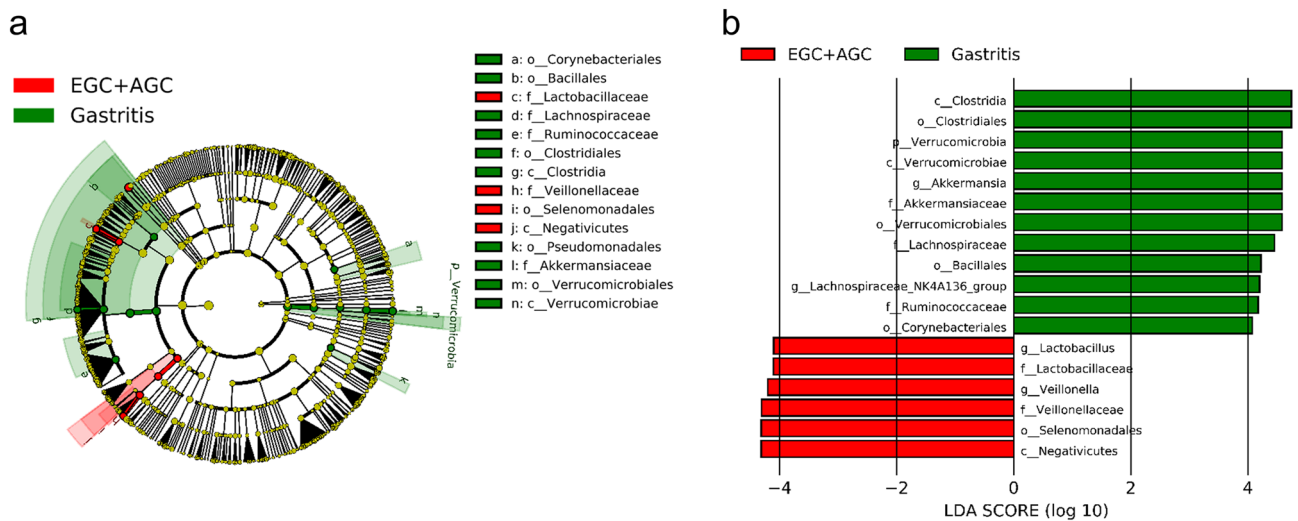 a
EGC+AGC
Gastritis
a: o__Corynebacteriales
b: o__Bacillales
c: f__Lactobacillaceae
d: f__Lachnospiraceae
e: f__Ruminococcaceae
f: o__Clostridiales
g: c__Clostridia
h: f__Veillonellaceae
i: o__Selenomonadales
j: c__Negativicutes
k: o__Pseudomonadales
l: f__Akkermansiaceae
m: o__Verrucomicrobiales
n: c__Verrucomicrobiae
a
p__Verrucomicrobia
m
n
k
g
e
b
EGC+AGC
Gastritis
c__Clostridia
o__Clostridiales
p__Verrucomicrobia
c__Verrucomicrobiae
g__Akkermansia
f__Akkermansiaceae
o__Verrucomicrobiales
f__Lachnospiraceae
o__Bacillales
g__Lachnospiraceae_NK4A136_group
f__Ruminococcaceae
o__Corynebacteriales
g__Lactobacillus
f__Lactobacillaceae
g__Veillonella
f__Veillonellaceae
o__Selenomonadales
c__Negativicutes
−4 −2 0 2 4
LDA SCORE (log 10)